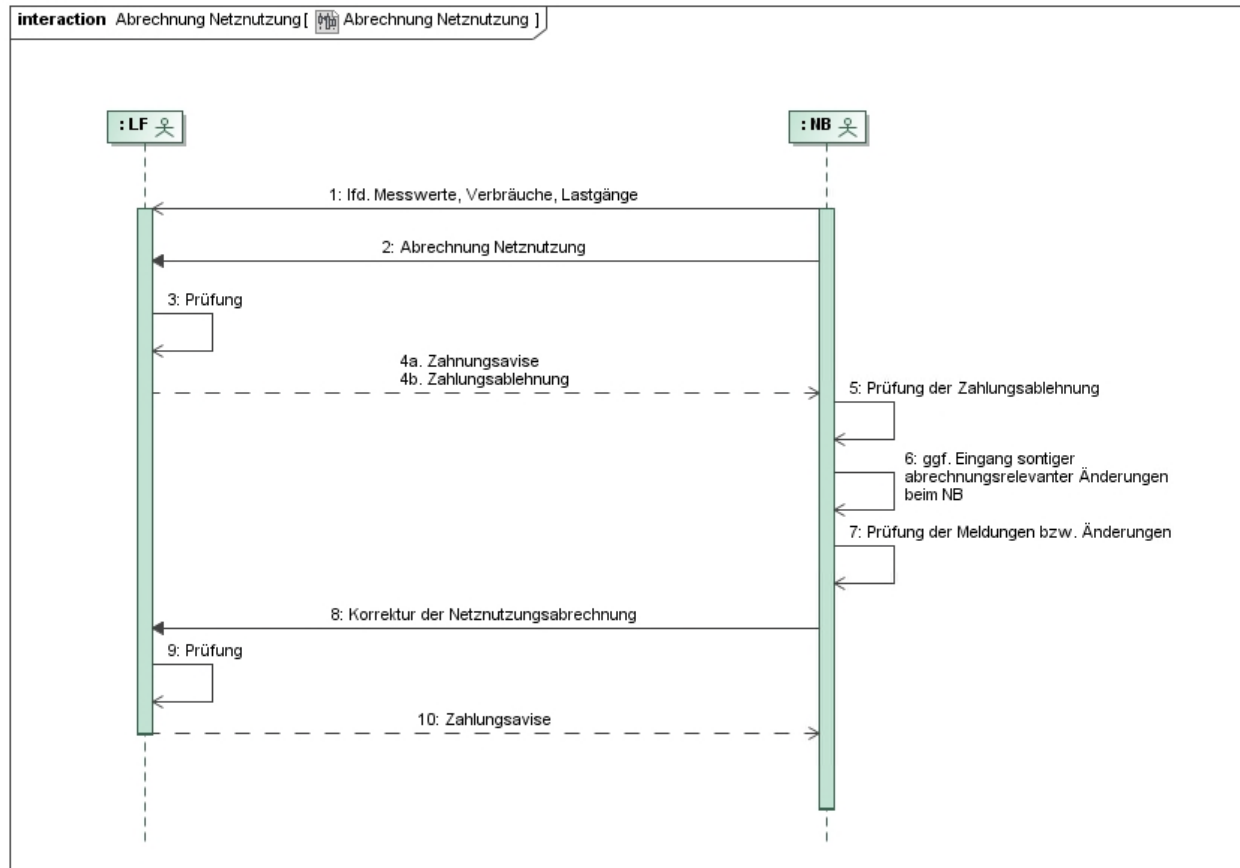 interaction Abrechnung Netznutzung [ Abrechnung Netznutzung ]
: LF
: NB
1: lfd. Messwerte, Verbräuche, Lastgänge
2: Abrechnung Netznutzung
3: Prüfung
4a. Zahnungsavise
4b. Zahlungsablehnung
5: Prüfung der Zahlungsablehnung
6: ggf. Eingang sontiger
abrechnungsrelevanter Änderungen
beim NB
7: Prüfung der Meldungen bzw. Änderungen
8: Korrektur der Netznutzungsabrechnung
9: Prüfung
10: Zahlungsavise